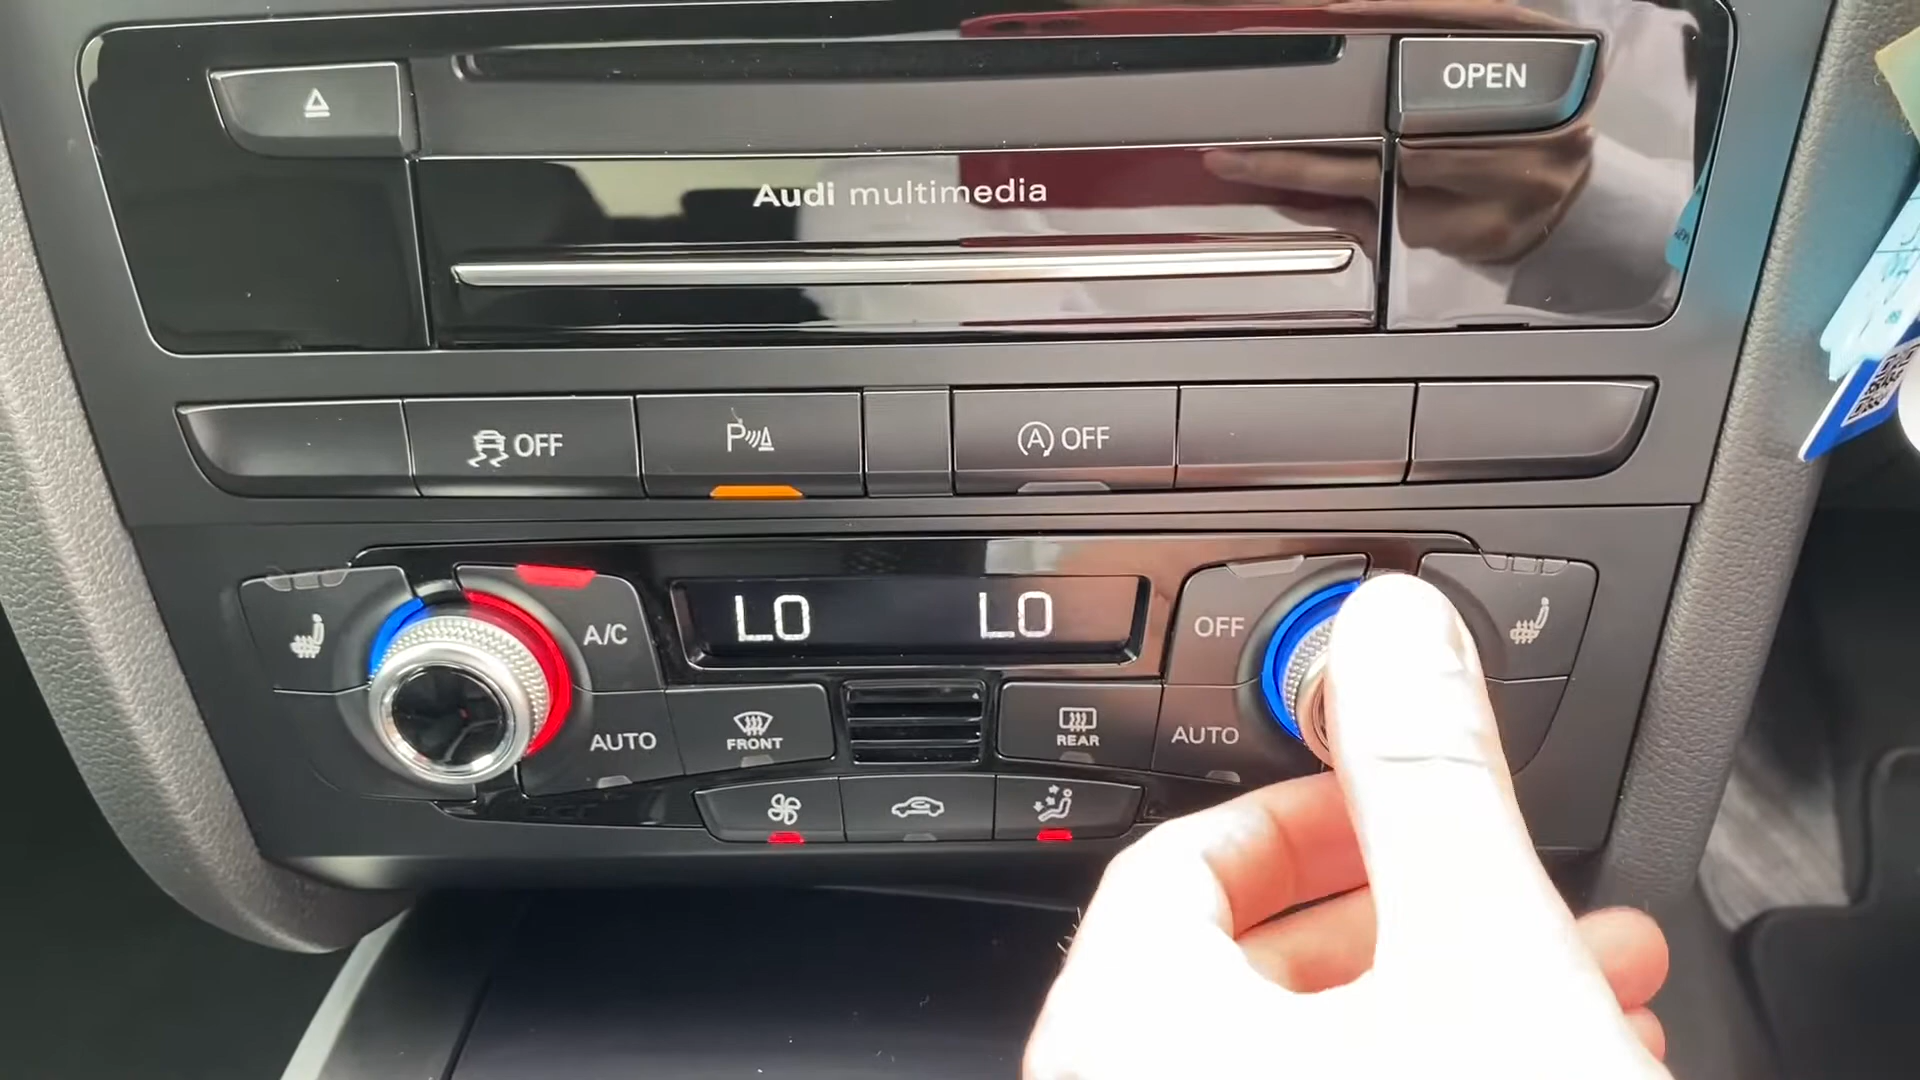 OPEN
Audi multimedia
OFF
P
A OFF
LO LO
A/C
OFF
AUTO
FRONT
REAR
AUTO